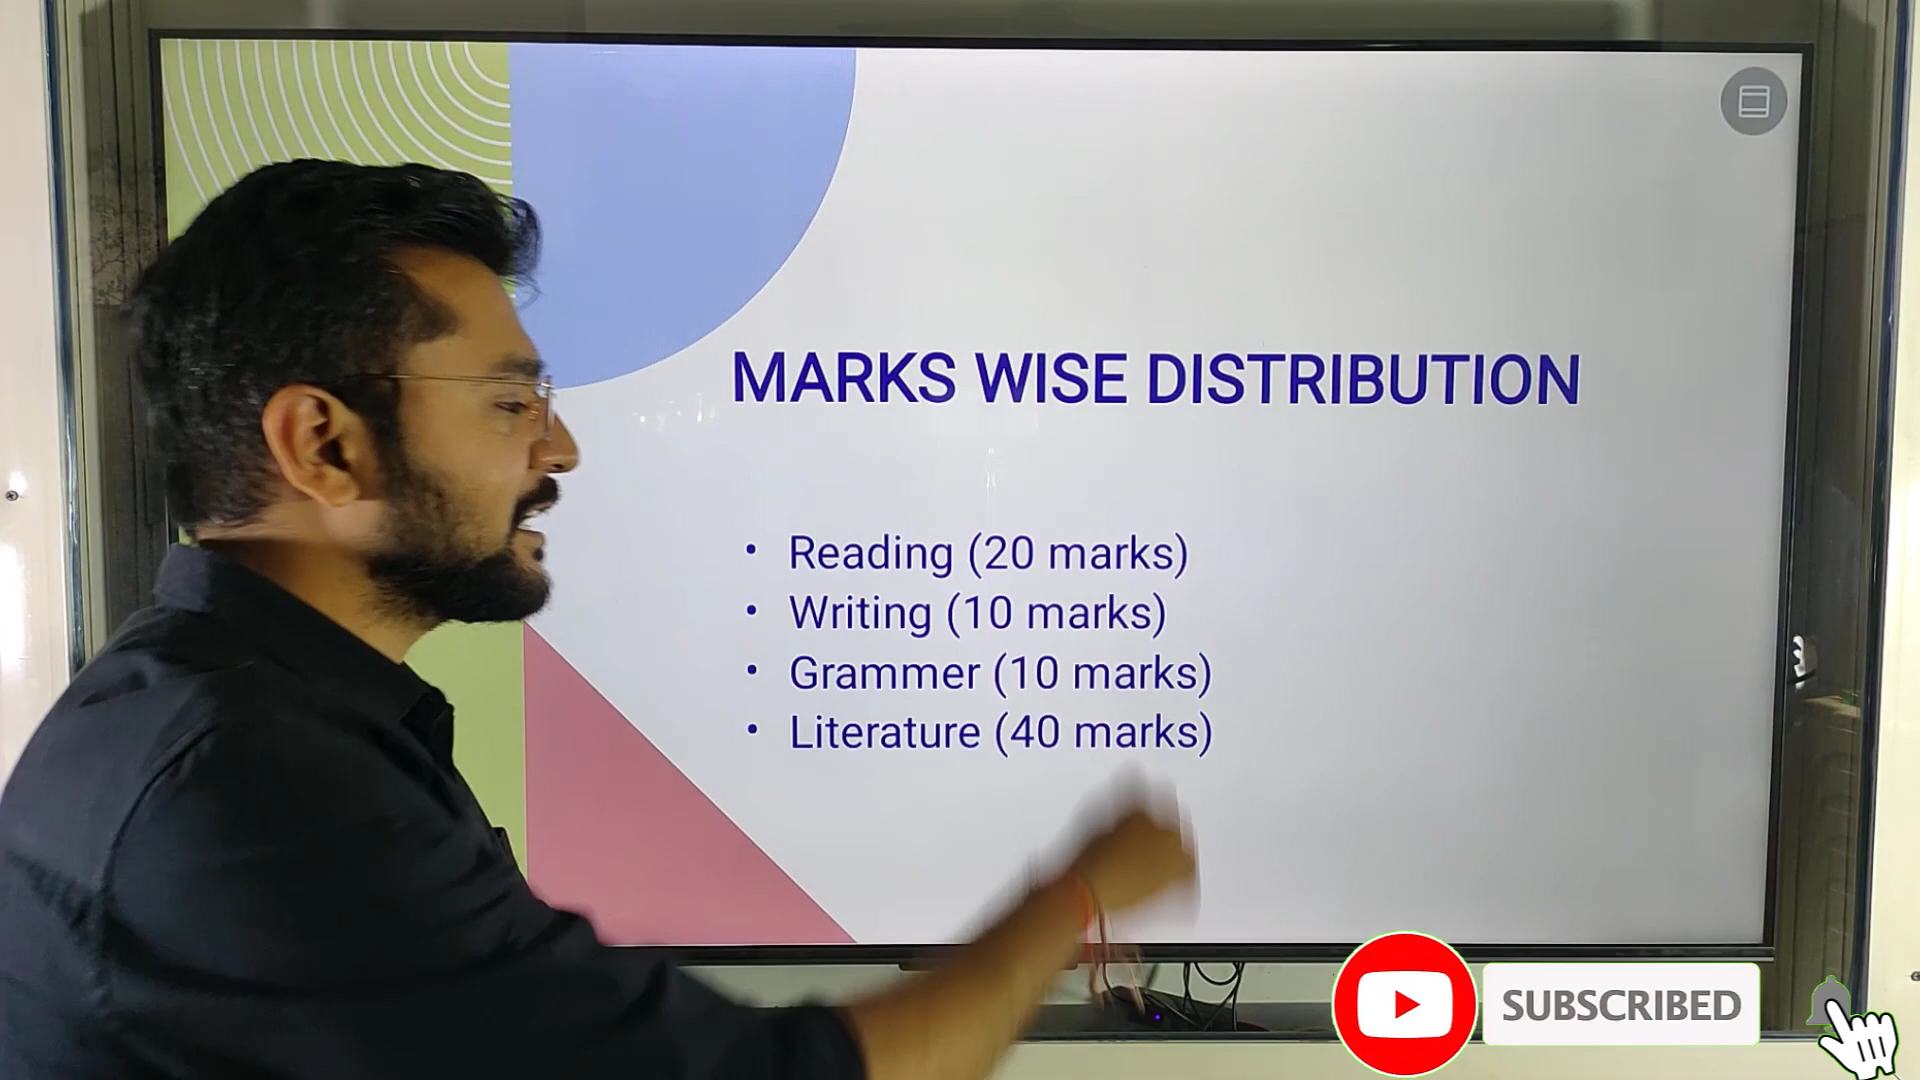 MARKS WISE DISTRIBUTION
• Reading (20 marks)
• Writing (10 marks)
• Grammer (10 marks)
• Literature (40 marks)
SUBSCRIBED